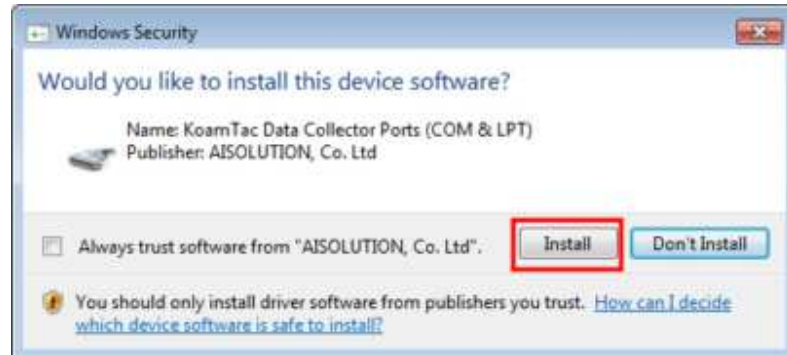 Windows Security
Would you like to install this device software?
Name: KoamTac Data Collector Ports (COM & LPT)
Publisher: AISOLUTION, Co. Ltd
Always trust software from "AISOLUTION, Co. Ltd".
Install
Don't Install
You should only install driver software from publishers you trust. How can I decide
which device software is safe to install?